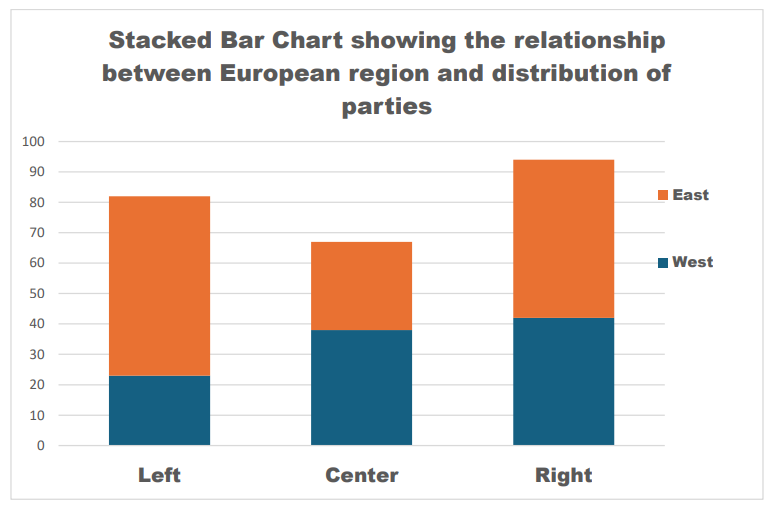 Stacked Bar Chart showing the relationship
between European region and distribution of
parties
100
90
80
70
60
50
40
30
20
10
0
East
West
Left
Center
Right